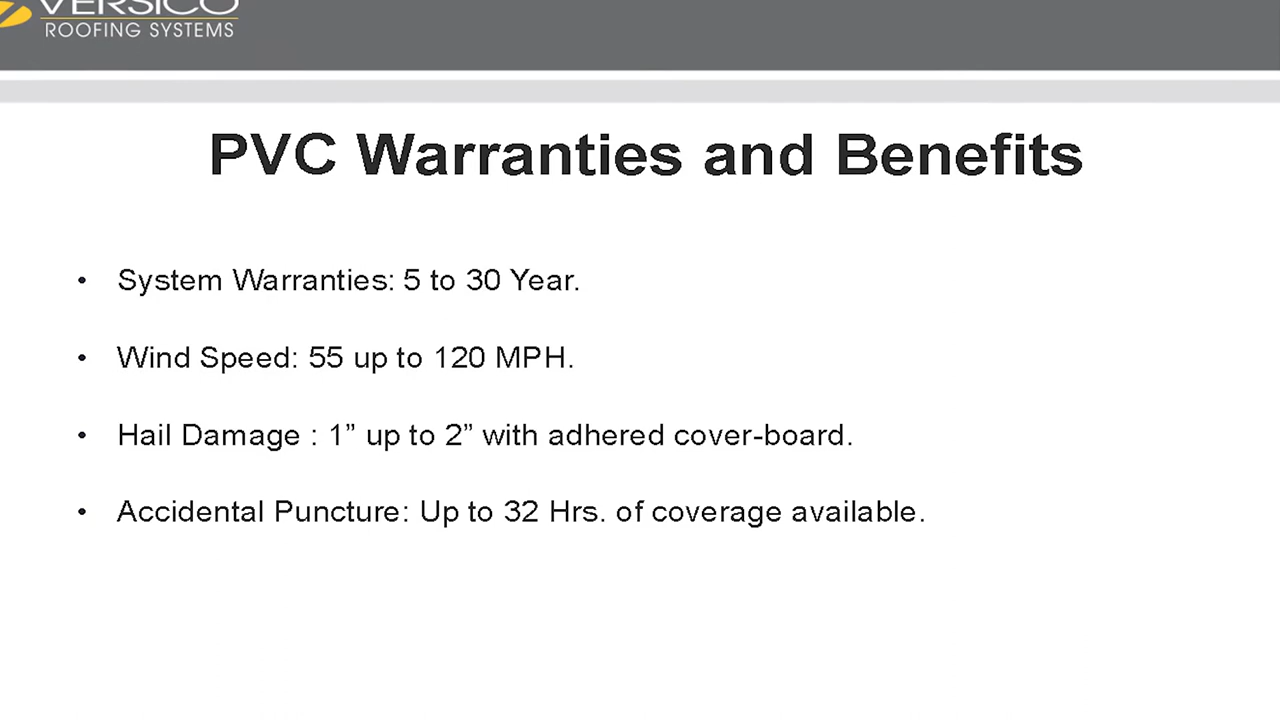 VERSICO
ROOFING SYSTEMS
PVC Warranties and Benefits
• System Warranties: 5 to 30 Year.
• Wind Speed: 55 up to 120 MPH.
• Hail Damage : 1” up to 2” with adhered cover-board.
• Accidental Puncture: Up to 32 Hrs. of coverage available.